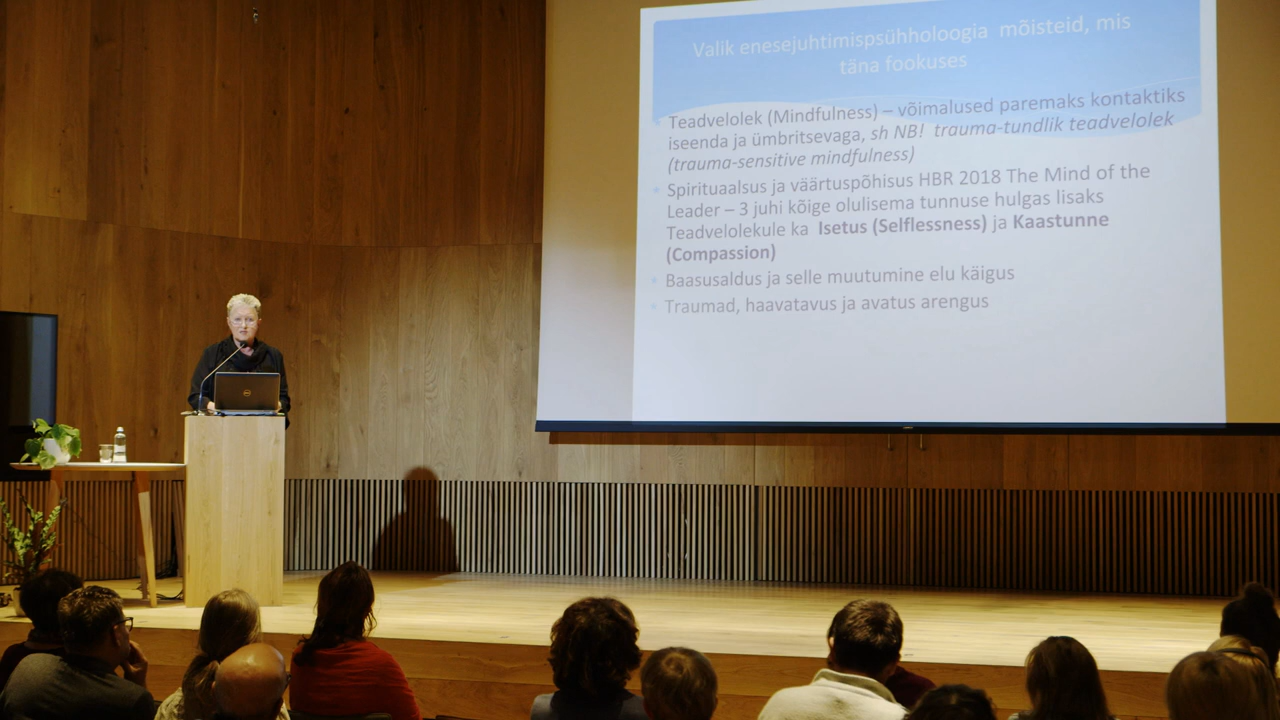 Valik enesejuhtimispsühholoogia mõisteid, mis
täna fookuses
Teadvelolek (Mindfulness) – võimalused paremaks kontaktiks
iseenda ja ümbritsevaga, sh NB! trauma-tundlik teadvelolek
(trauma-sensitive mindfulness)
Spirituaalsus ja väärtuspõhisus HBR 2018 The Mind of the
Leader – 3 juhi kõige olulisema tunnuse hulgas lisaks
Teadvelolekule ka Isetus (Selflessness) ja Kaastunne
(Compassion)
Baasusaldus ja selle muutumine elu käigus
Traumad, haavatavus ja avatus arengus
DELL